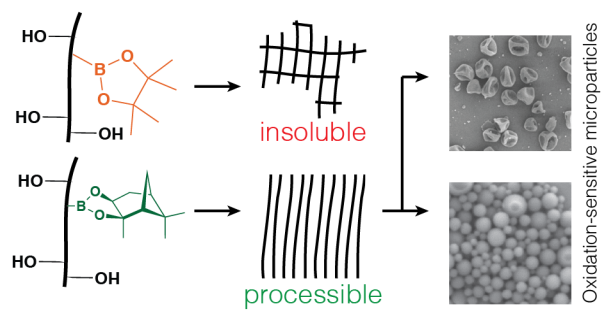 HO
B
O
O
HO
OH
insoluble
HO
O
B
O
HO
OH
processible
Oxidation-sensitive microparticles